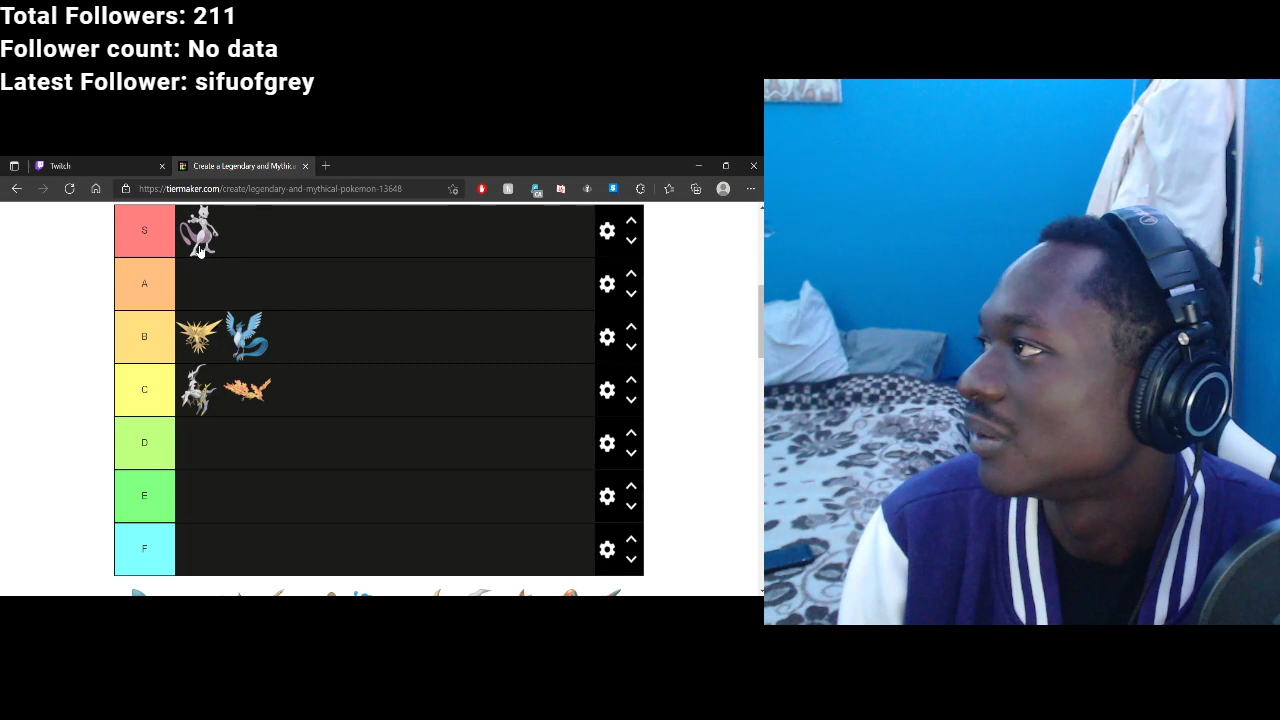 Total Followers: 211
Follower count: No data
Latest Follower: sifuofgrey
Twitch
Create a Legendary and Mythica
https://tiermaker.com/create/legendary-and-mythical-pokemon-13648
S
A
B
C
D
E
F